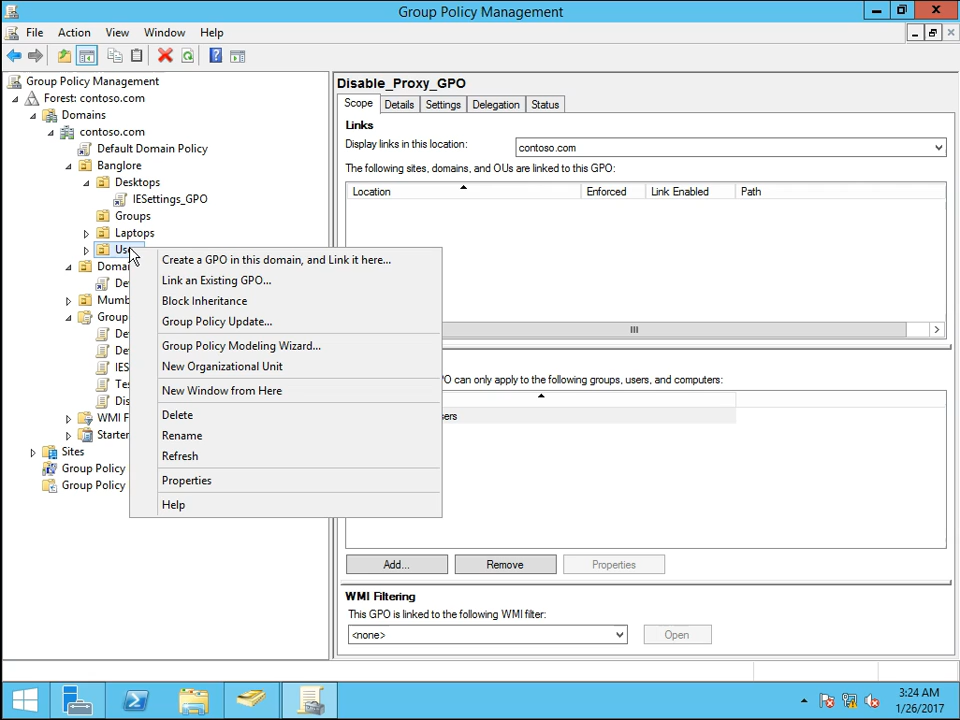 Group Policy Management
File Action View Window Help
Group Policy Management
Forest: contoso.com
Domains
contoso.com
Default Domain Policy
Banglore
Desktops
IESettings_GPO
Groups
Laptops
Use
Domai
De
Mumb
Group
De
De
IES
Te
Dis
WMI F
Starter
Sites
Group Policy
Group Policy
Create a GPO in this domain, and Link it here...
Link an Existing GPO...
Block Inheritance
Group Policy Update...
Group Policy Modeling Wizard...
New Organizational Unit
New Window from Here
Delete
Rename
Refresh
Properties
Help
Disable_Proxy_GPO
Scope Details Settings Delegation Status
Links
Display links in this location: contoso.com
The following sites, domains, and OUs are linked to this GPO:
Location Enforced Link Enabled Path
PO can only apply to the following groups, users, and computers:
sers
Add... Remove Properties
WMI Filtering
This GPO is linked to the following WMI filter:
<none> Open
3:24 AM
1/26/2017